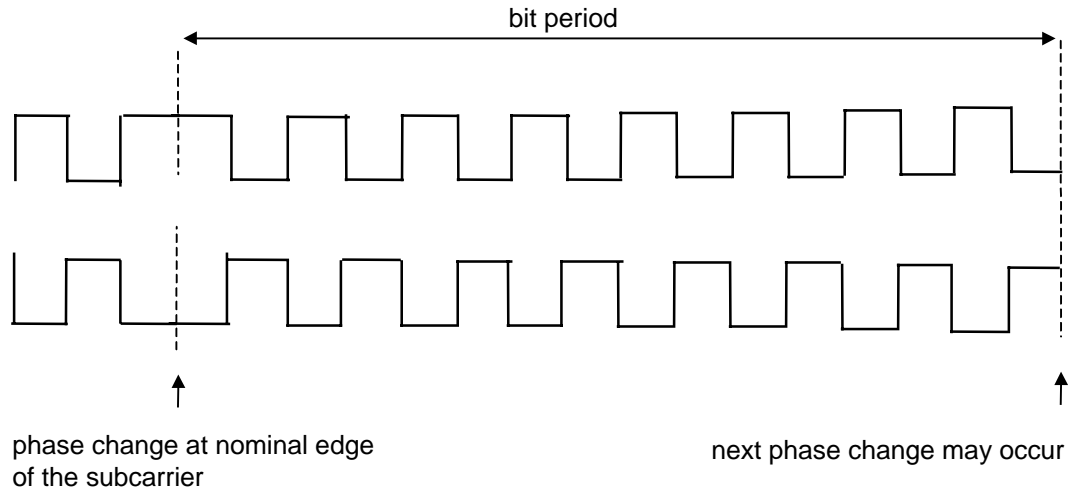 bit period
phase change at nominal edge
of the subcarrier
next phase change may occur